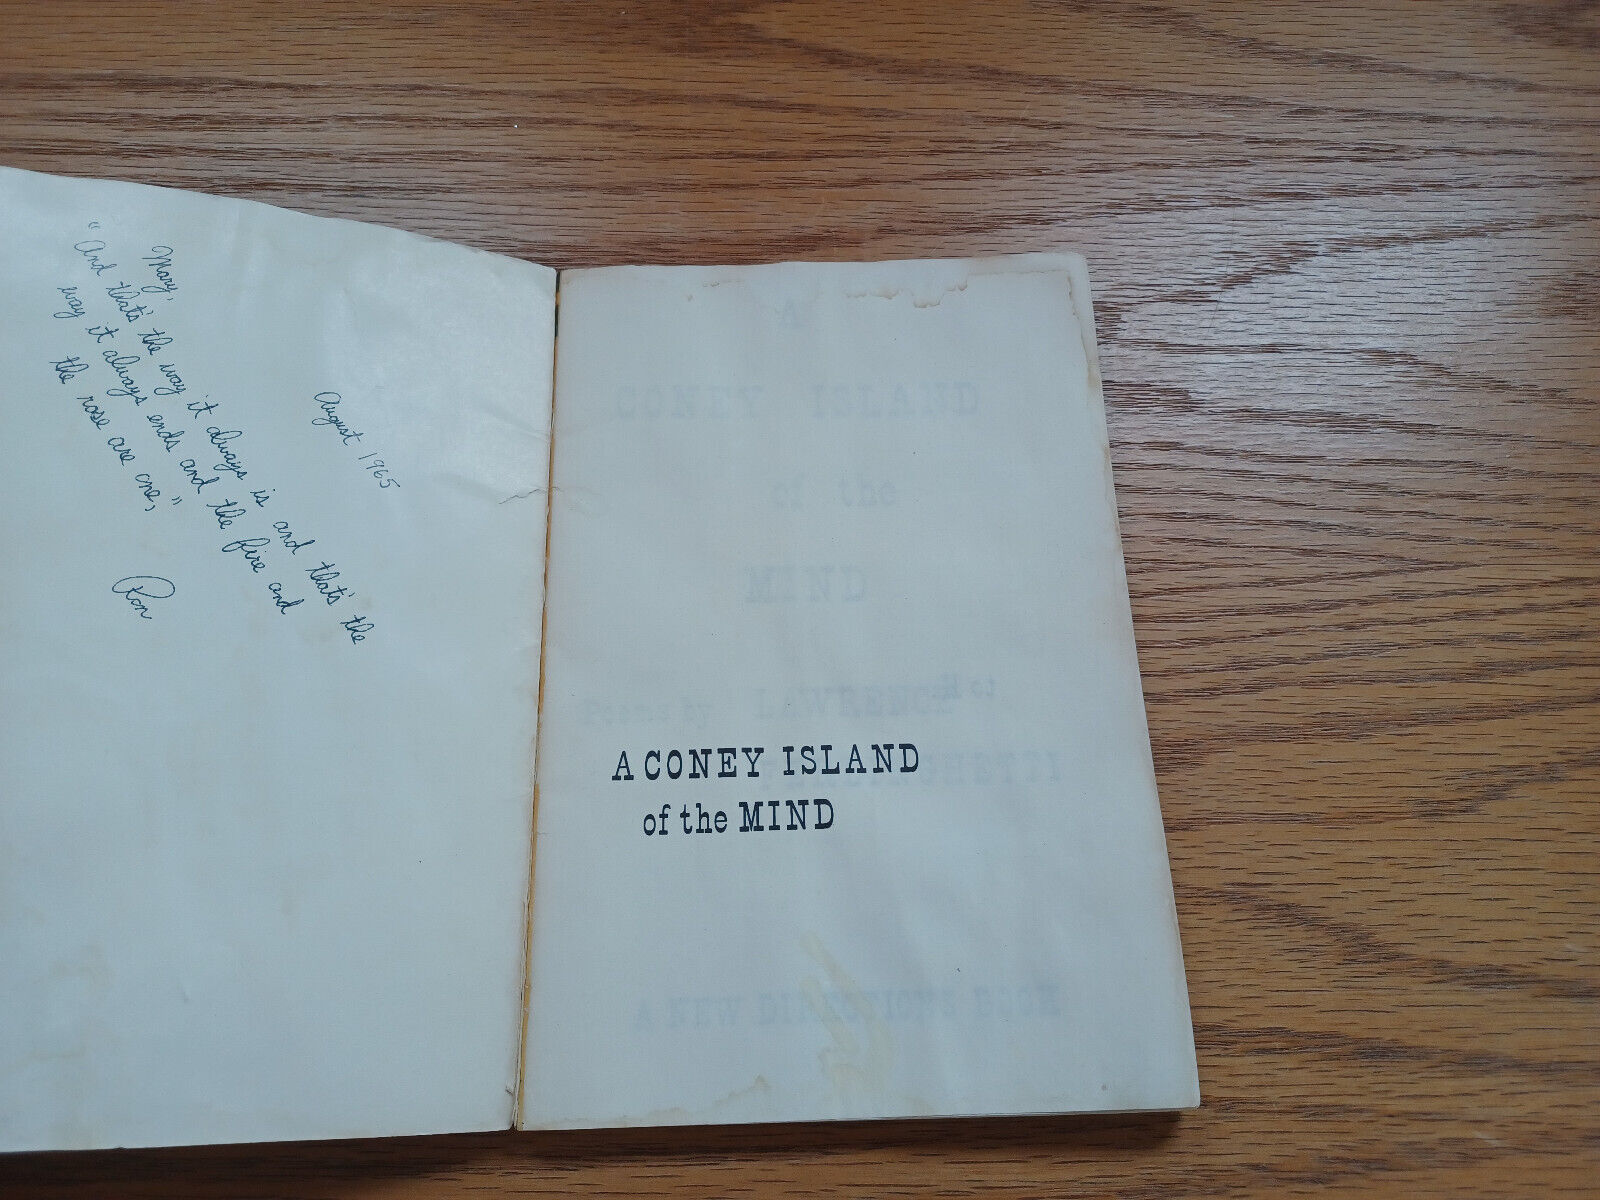 August 1965
Mary,
"And that's the way it always is and that's the
way it always ends and the fire and
the rose are one,"
Ron
A
CONEY ISLAND
of the
MIND
Poems by LAWRENCE
FERLINGHETTI
A CONEY ISLAND
of the MIND
A NEW DIRECTIONS BOOK